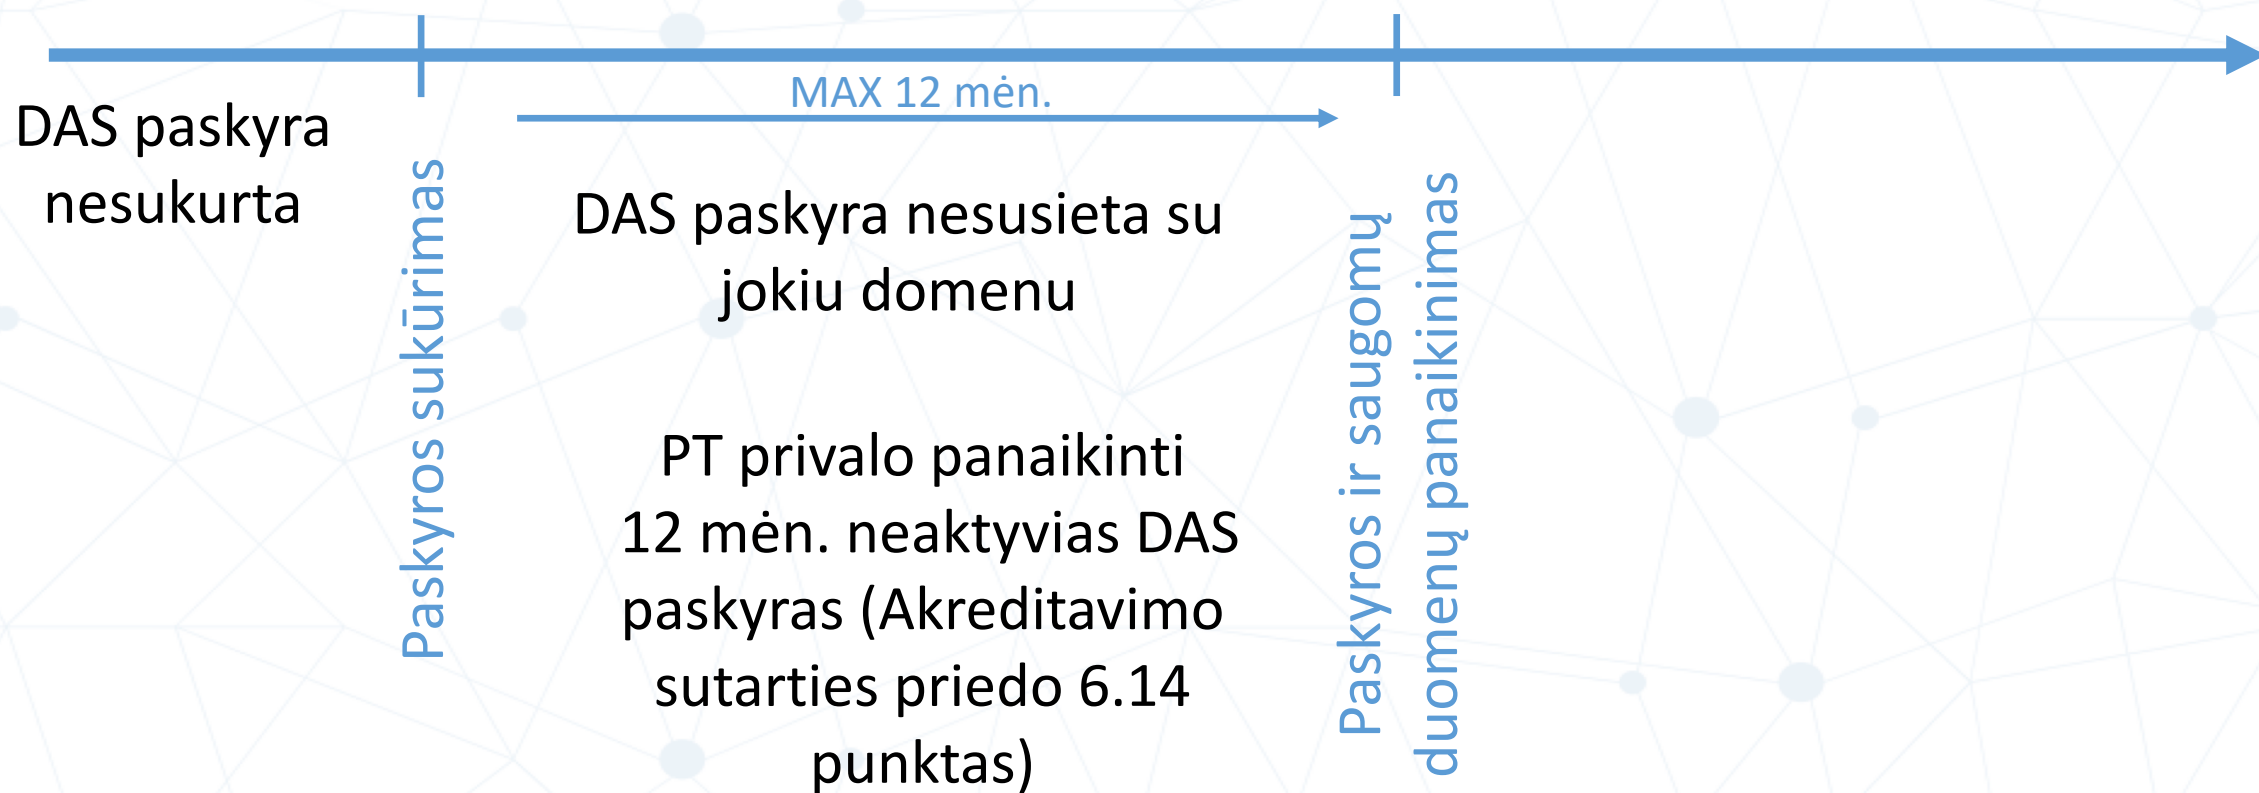 MAX 12 mėn.
DAS paskyra
nesukurta
Paskyros sukūrimas
DAS paskyra nesusieta su
jokiu domenu
PT privalo panaikinti
12 mėn. neaktyvias DAS
paskyras (Akreditavimo
sutarties priedo 6.14
punktas)
Paskyros ir saugomų
duomenų panaikinimas